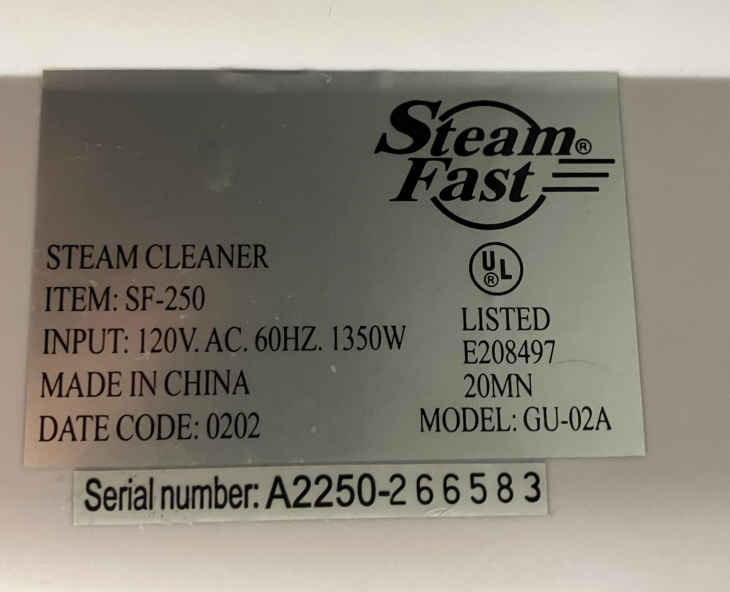 Steam®
Fast
STEAM CLEANER
ITEM: SF-250
INPUT: 120V. AC. 60HZ. 1350W
MADE IN CHINA
DATE CODE: 0202
UL®
LISTED
E208497
20MN
MODEL: GU-02A
Serial number: A2250-266583